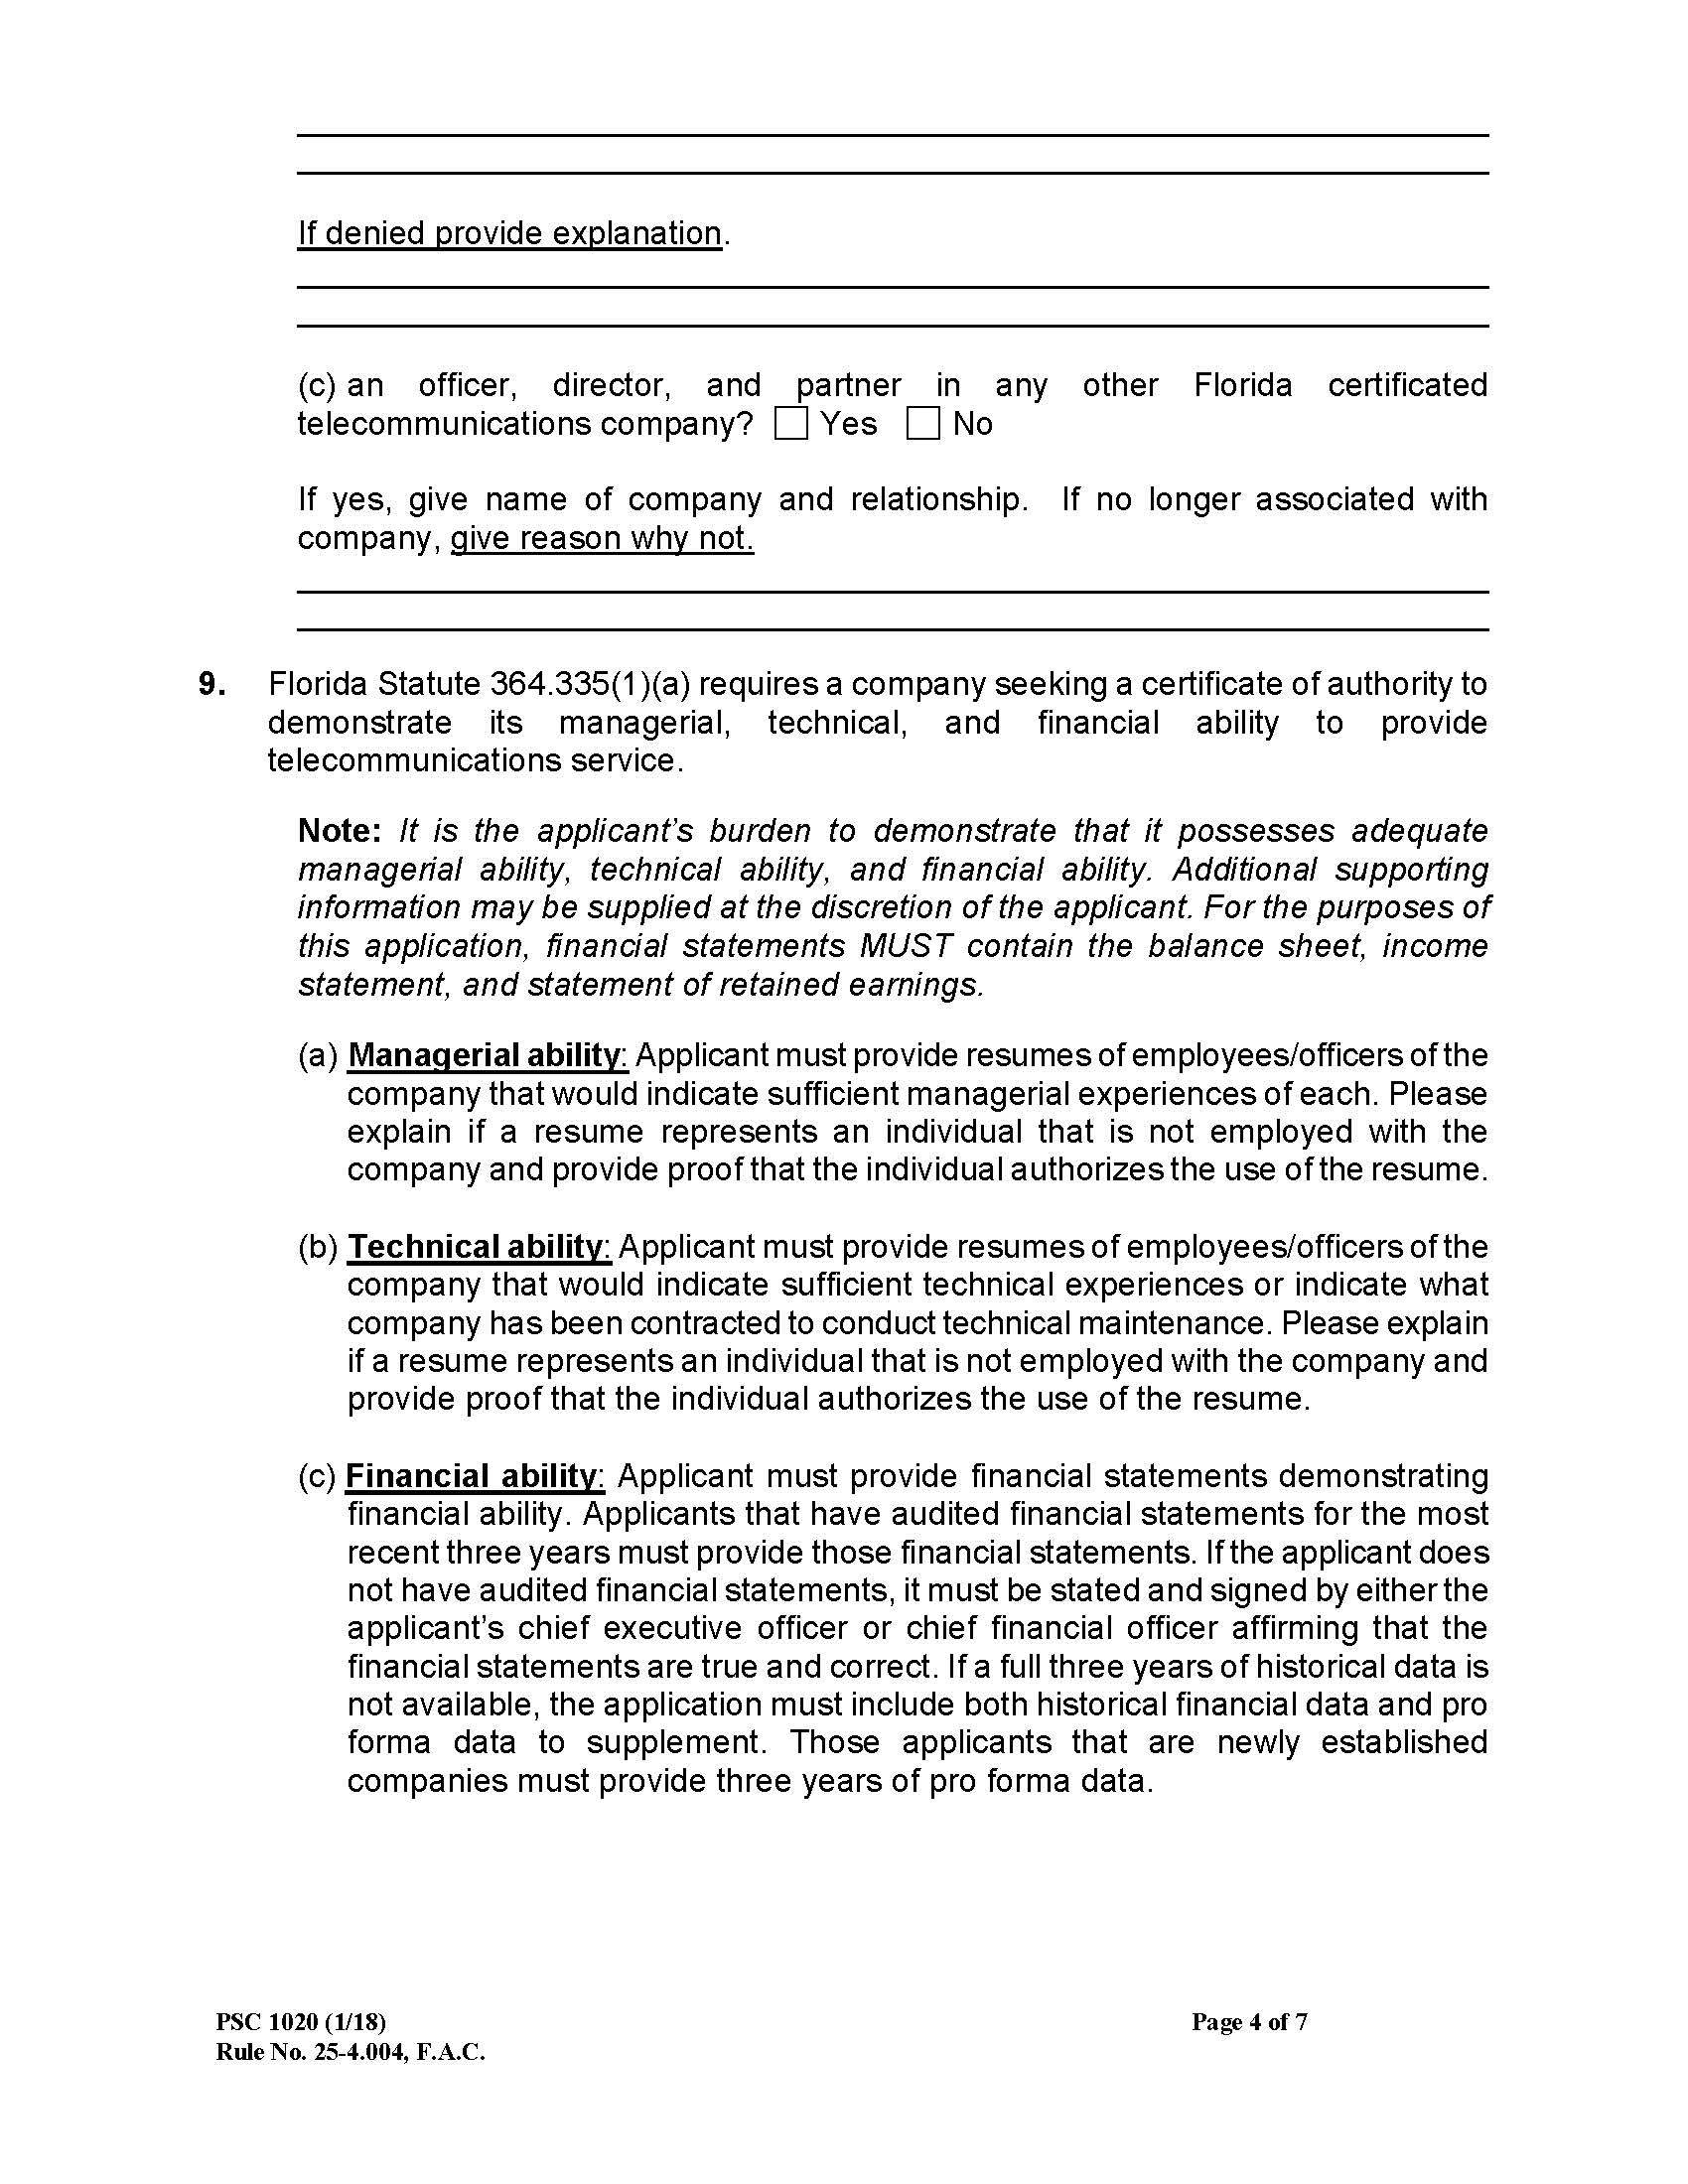 If denied provide explanation.
(c) an officer, director, and partner in any other Florida certificated
telecommunications company? ☐ Yes ☐ No
If yes, give name of company and relationship. If no longer associated with
company, give reason why not.
9. Florida Statute 364.335(1)(a) requires a company seeking a certificate of authority to
demonstrate its managerial, technical, and financial ability to provide
telecommunications service.
Note: It is the applicant’s burden to demonstrate that it possesses adequate
managerial ability, technical ability, and financial ability. Additional supporting
information may be supplied at the discretion of the applicant. For the purposes of
this application, financial statements MUST contain the balance sheet, income
statement, and statement of retained earnings.
(a) Managerial ability: Applicant must provide resumes of employees/officers of the
company that would indicate sufficient managerial experiences of each. Please
explain if a resume represents an individual that is not employed with the
company and provide proof that the individual authorizes the use of the resume.
(b) Technical ability: Applicant must provide resumes of employees/officers of the
company that would indicate sufficient technical experiences or indicate what
company has been contracted to conduct technical maintenance. Please explain
if a resume represents an individual that is not employed with the company and
provide proof that the individual authorizes the use of the resume.
(c) Financial ability: Applicant must provide financial statements demonstrating
financial ability. Applicants that have audited financial statements for the most
recent three years must provide those financial statements. If the applicant does
not have audited financial statements, it must be stated and signed by either the
applicant’s chief executive officer or chief financial officer affirming that the
financial statements are true and correct. If a full three years of historical data is
not available, the application must include both historical financial data and pro
forma data to supplement. Those applicants that are newly established
companies must provide three years of pro forma data.
PSC 1020 (1/18) Page 4 of 7
Rule No. 25-4.004, F.A.C.